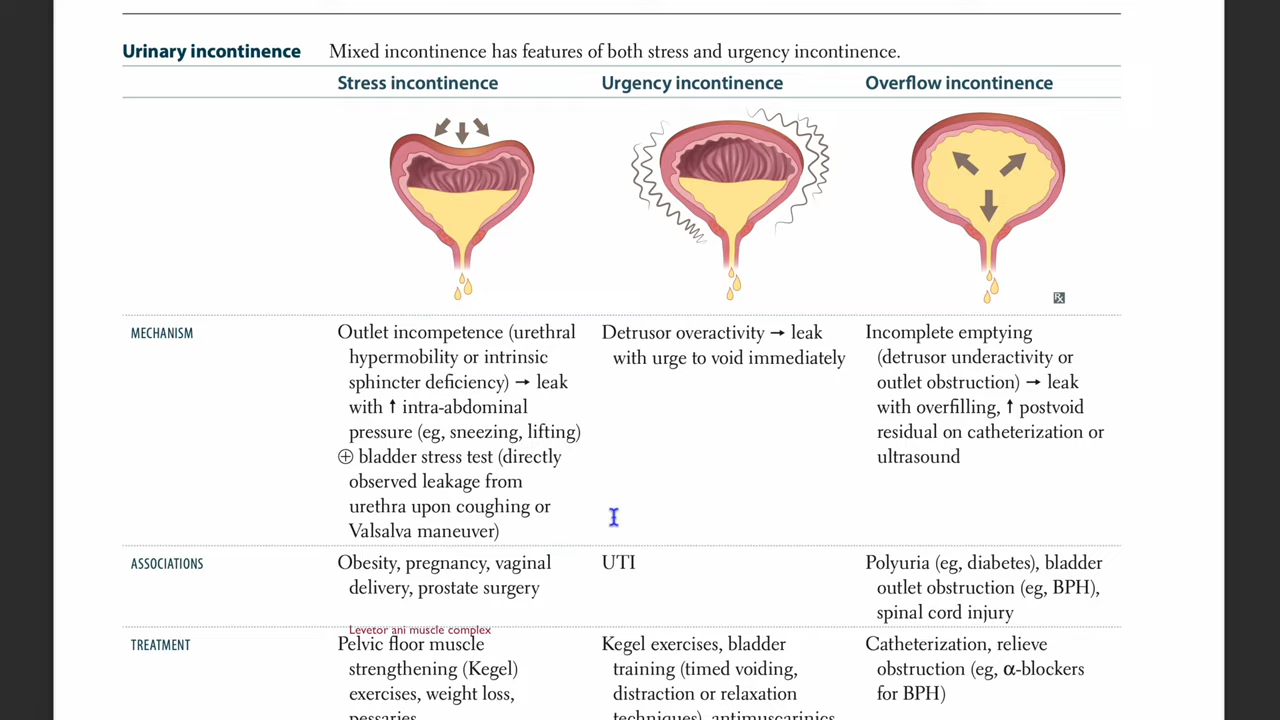 Urinary incontinence Mixed incontinence has features of both stress and urgency incontinence.
Stress incontinence Urgency incontinence Overflow incontinence
Rx
MECHANISM
Outlet incompetence (urethral
hypermobility or intrinsic
sphincter deficiency) → leak
with ↑ intra-abdominal
pressure (eg, sneezing, lifting)
⊕ bladder stress test (directly
observed leakage from
urethra upon coughing or
Valsalva maneuver)
Detrusor overactivity → leak
with urge to void immediately
Incomplete emptying
(detrusor underactivity or
outlet obstruction) → leak
with overfilling, ↑ postvoid
residual on catheterization or
ultrasound
ASSOCIATIONS
Obesity, pregnancy, vaginal
delivery, prostate surgery
UTI
Polyuria (eg, diabetes), bladder
outlet obstruction (eg, BPH),
spinal cord injury
TREATMENT
Levetor ani muscle complex
Pelvic floor muscle
strengthening (Kegel)
exercises, weight loss,
pessaries
Kegel exercises, bladder
training (timed voiding,
distraction or relaxation
techniques), antimuscarinics
Catheterization, relieve
obstruction (eg, α-blockers
for BPH)